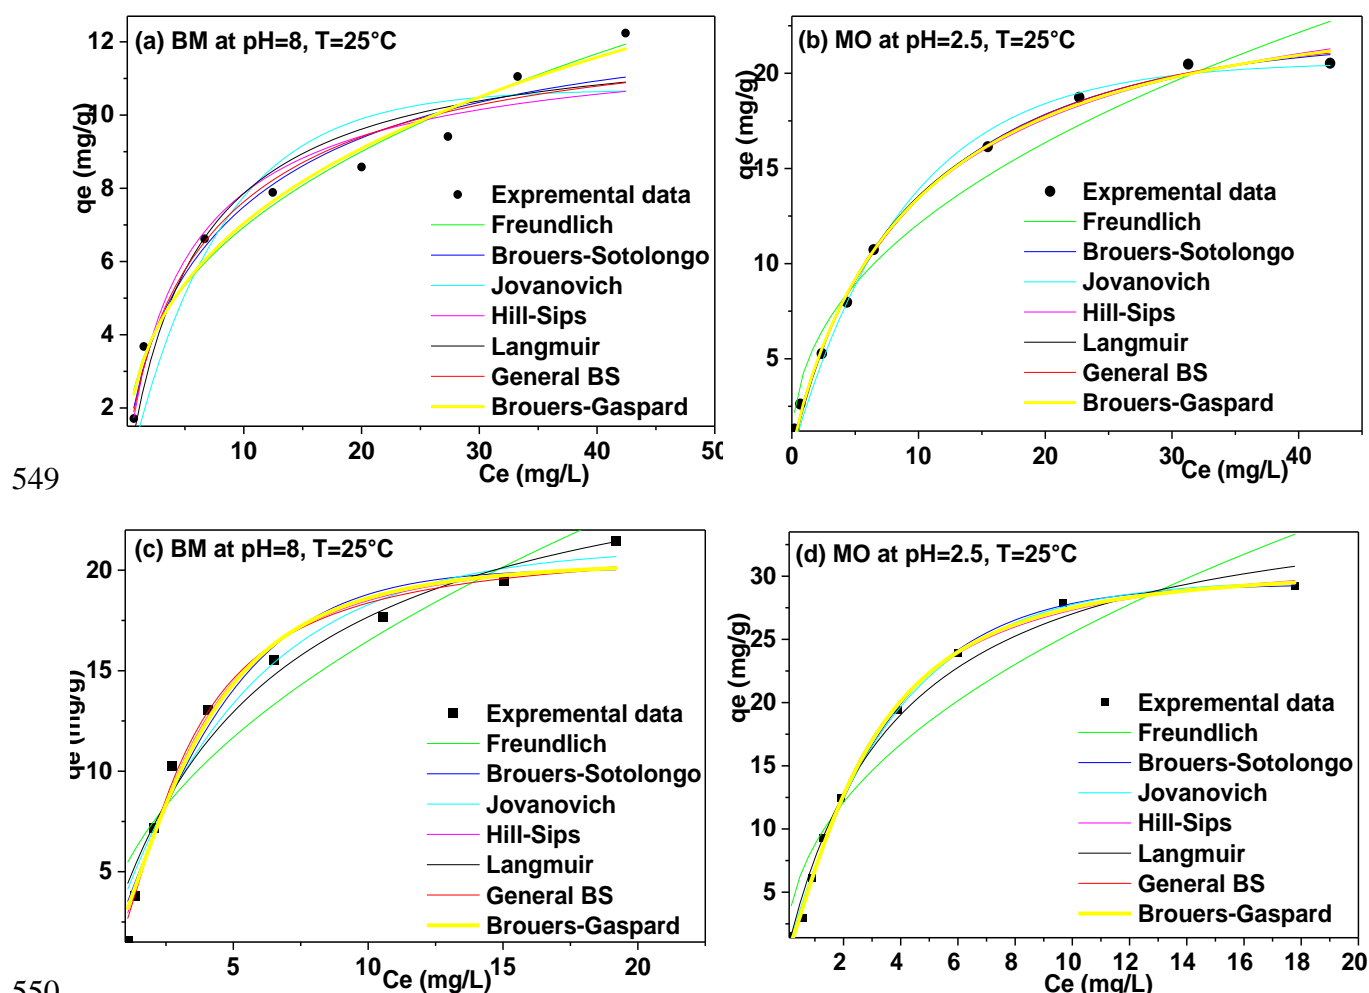 (a) BM at pH=8, T=25°C
12
10
8
6
4
2
qe (mg/g)
Expremental data
Freundlich
Brouers-Sotolongo
Jovanovich
Hill-Sips
Langmuir
General BS
Brouers-Gaspard
10
20
30
40
50
Ce (mg/L)
(b) MO at pH=2.5, T=25°C
20
15
10
5
qe (mg/g)
Expremental data
Freundlich
Brouers-Sotolongo
Jovanovich
Hill-Sips
Langmuir
General BS
Brouers-Gaspard
0
10
20
30
40
Ce (mg/L)
549
(c) BM at pH=8, T=25°C
20
15
10
5
qe (mg/g)
Expremental data
Freundlich
Brouers-Sotolongo
Jovanovich
Hill-Sips
Langmuir
General BS
Brouers-Gaspard
5
10
15
20
Ce (mg/L)
(d) MO at pH=2.5, T=25°C
30
25
20
15
10
5
qe (mg/g)
Expremental data
Freundlich
Brouers-Sotolongo
Jovanovich
Hill-Sips
Langmuir
General BS
Brouers-Gaspard
2
4
6
8
10
12
14
16
18
20
Ce (mg/L)
550